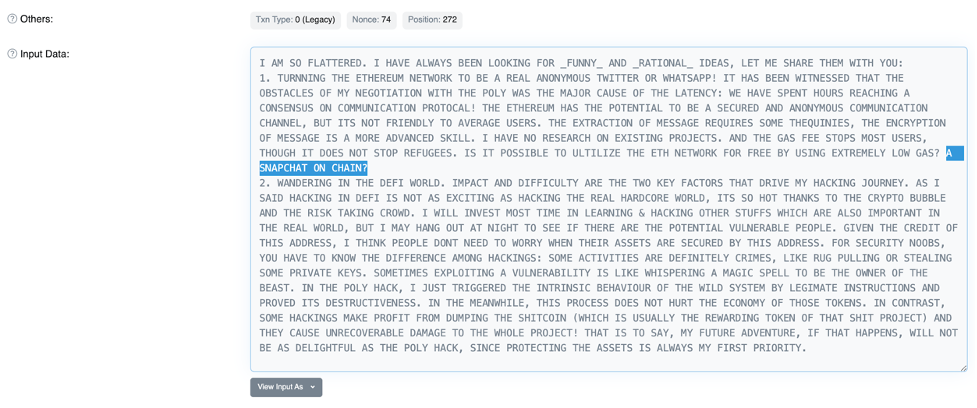 Others:
Txn Type: 0 (Legacy) Nonce: 74 Position: 272
Input Data:
I AM SO FLATTERED. I HAVE ALWAYS BEEN LOOKING FOR _FUNNY_ AND _RATIONAL_ IDEAS, LET ME SHARE THEM WITH YOU:
1. TURNNING THE ETHEREUM NETWORK TO BE A REAL ANONYMOUS TWITTER OR WHATSAPP! IT HAS BEEN WITNESSED THAT THE
OBSTACLES OF MY NEGOTIATION WITH THE POLY WAS THE MAJOR CAUSE OF THE LATENCY: WE HAVE SPENT HOURS REACHING A
CONSENSUS ON COMMUNICATION PROTOCAL! THE ETHEREUM HAS THE POTENTIAL TO BE A SECURED AND ANONYMOUS COMMUNICATION
CHANNEL, BUT ITS NOT FRIENDLY TO AVERAGE USERS. THE EXTRACTION OF MESSAGE REQUIRES SOME THEQUINIES, THE ENCRYPTION
OF MESSAGE IS A MORE ADVANCED SKILL. I HAVE NO RESEARCH ON EXISTING PROJECTS. AND THE GAS FEE STOPS MOST USERS,
THOUGH IT DOES NOT STOP REFUGEES. IS IT POSSIBLE TO ULTILIZE THE ETH NETWORK FOR FREE BY USING EXTREMELY LOW GAS? A
SNAPCHAT ON CHAIN?
2. WANDERING IN THE DEFI WORLD. IMPACT AND DIFFICULTY ARE THE TWO KEY FACTORS THAT DRIVE MY HACKING JOURNEY. AS I
SAID HACKING IN DEFI IS NOT AS EXCITING AS HACKING THE REAL HARDCORE WORLD, ITS SO HOT THANKS TO THE CRYPTO BUBBLE
AND THE RISK TAKING CROWD. I WILL INVEST MOST TIME IN LEARNING & HACKING OTHER STUFFS WHICH ARE ALSO IMPORTANT IN
THE REAL WORLD, BUT I MAY HANG OUT AT NIGHT TO SEE IF THERE ARE THE POTENTIAL VULNERABLE PEOPLE. GIVEN THE CREDIT OF
THIS ADDRESS, I THINK PEOPLE DONT NEED TO WORRY WHEN THEIR ASSETS ARE SECURED BY THIS ADDRESS. FOR SECURITY NOOBS,
YOU HAVE TO KNOW THE DIFFERENCE AMONG HACKINGS: SOME ACTIVITIES ARE DEFINITELY CRIMES, LIKE RUG PULLING OR STEALING
SOME PRIVATE KEYS. SOMETIMES EXPLOITING A VULNERABILITY IS LIKE WHISPERING A MAGIC SPELL TO BE THE OWNER OF THE
BEAST. IN THE POLY HACK, I JUST TRIGGERED THE INTRINSIC BEHAVIOUR OF THE WILD SYSTEM BY LEGIMATE INSTRUCTIONS AND
PROVED ITS DESTRUCTIVENESS. IN THE MEANWHILE, THIS PROCESS DOES NOT HURT THE ECONOMY OF THOSE TOKENS. IN CONTRAST,
SOME HACKINGS MAKE PROFIT FROM DUMPING THE SHITCOIN (WHICH IS USUALLY THE REWARDING TOKEN OF THAT SHIT PROJECT) AND
THEY CAUSE UNRECOVERABLE DAMAGE TO THE WHOLE PROJECT! THAT IS TO SAY, MY FUTURE ADVENTURE, IF THAT HAPPENS, WILL NOT
BE AS DELIGHTFUL AS THE POLY HACK, SINCE PROTECTING THE ASSETS IS ALWAYS MY FIRST PRIORITY.
View Input As